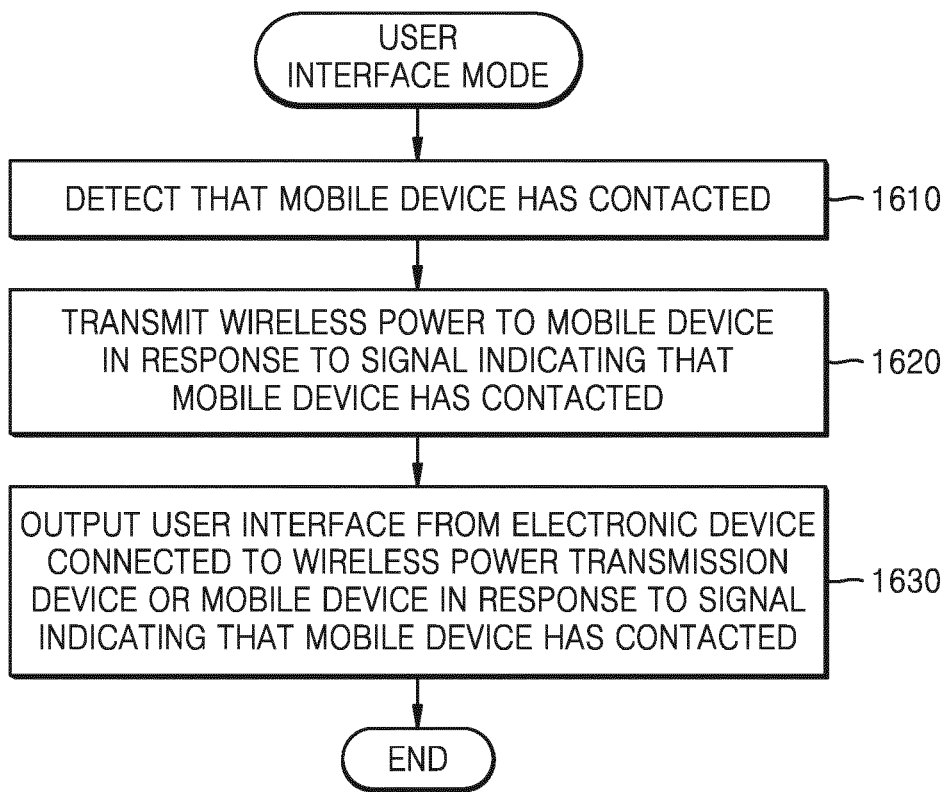 USER
INTERFACE MODE
DETECT THAT MOBILE DEVICE HAS CONTACTED
1610
TRANSMIT WIRELESS POWER TO MOBILE DEVICE
IN RESPONSE TO SIGNAL INDICATING THAT
MOBILE DEVICE HAS CONTACTED
1620
OUTPUT USER INTERFACE FROM ELECTRONIC DEVICE
CONNECTED TO WIRELESS POWER TRANSMISSION
DEVICE OR MOBILE DEVICE IN RESPONSE TO SIGNAL
INDICATING THAT MOBILE DEVICE HAS CONTACTED
1630
END